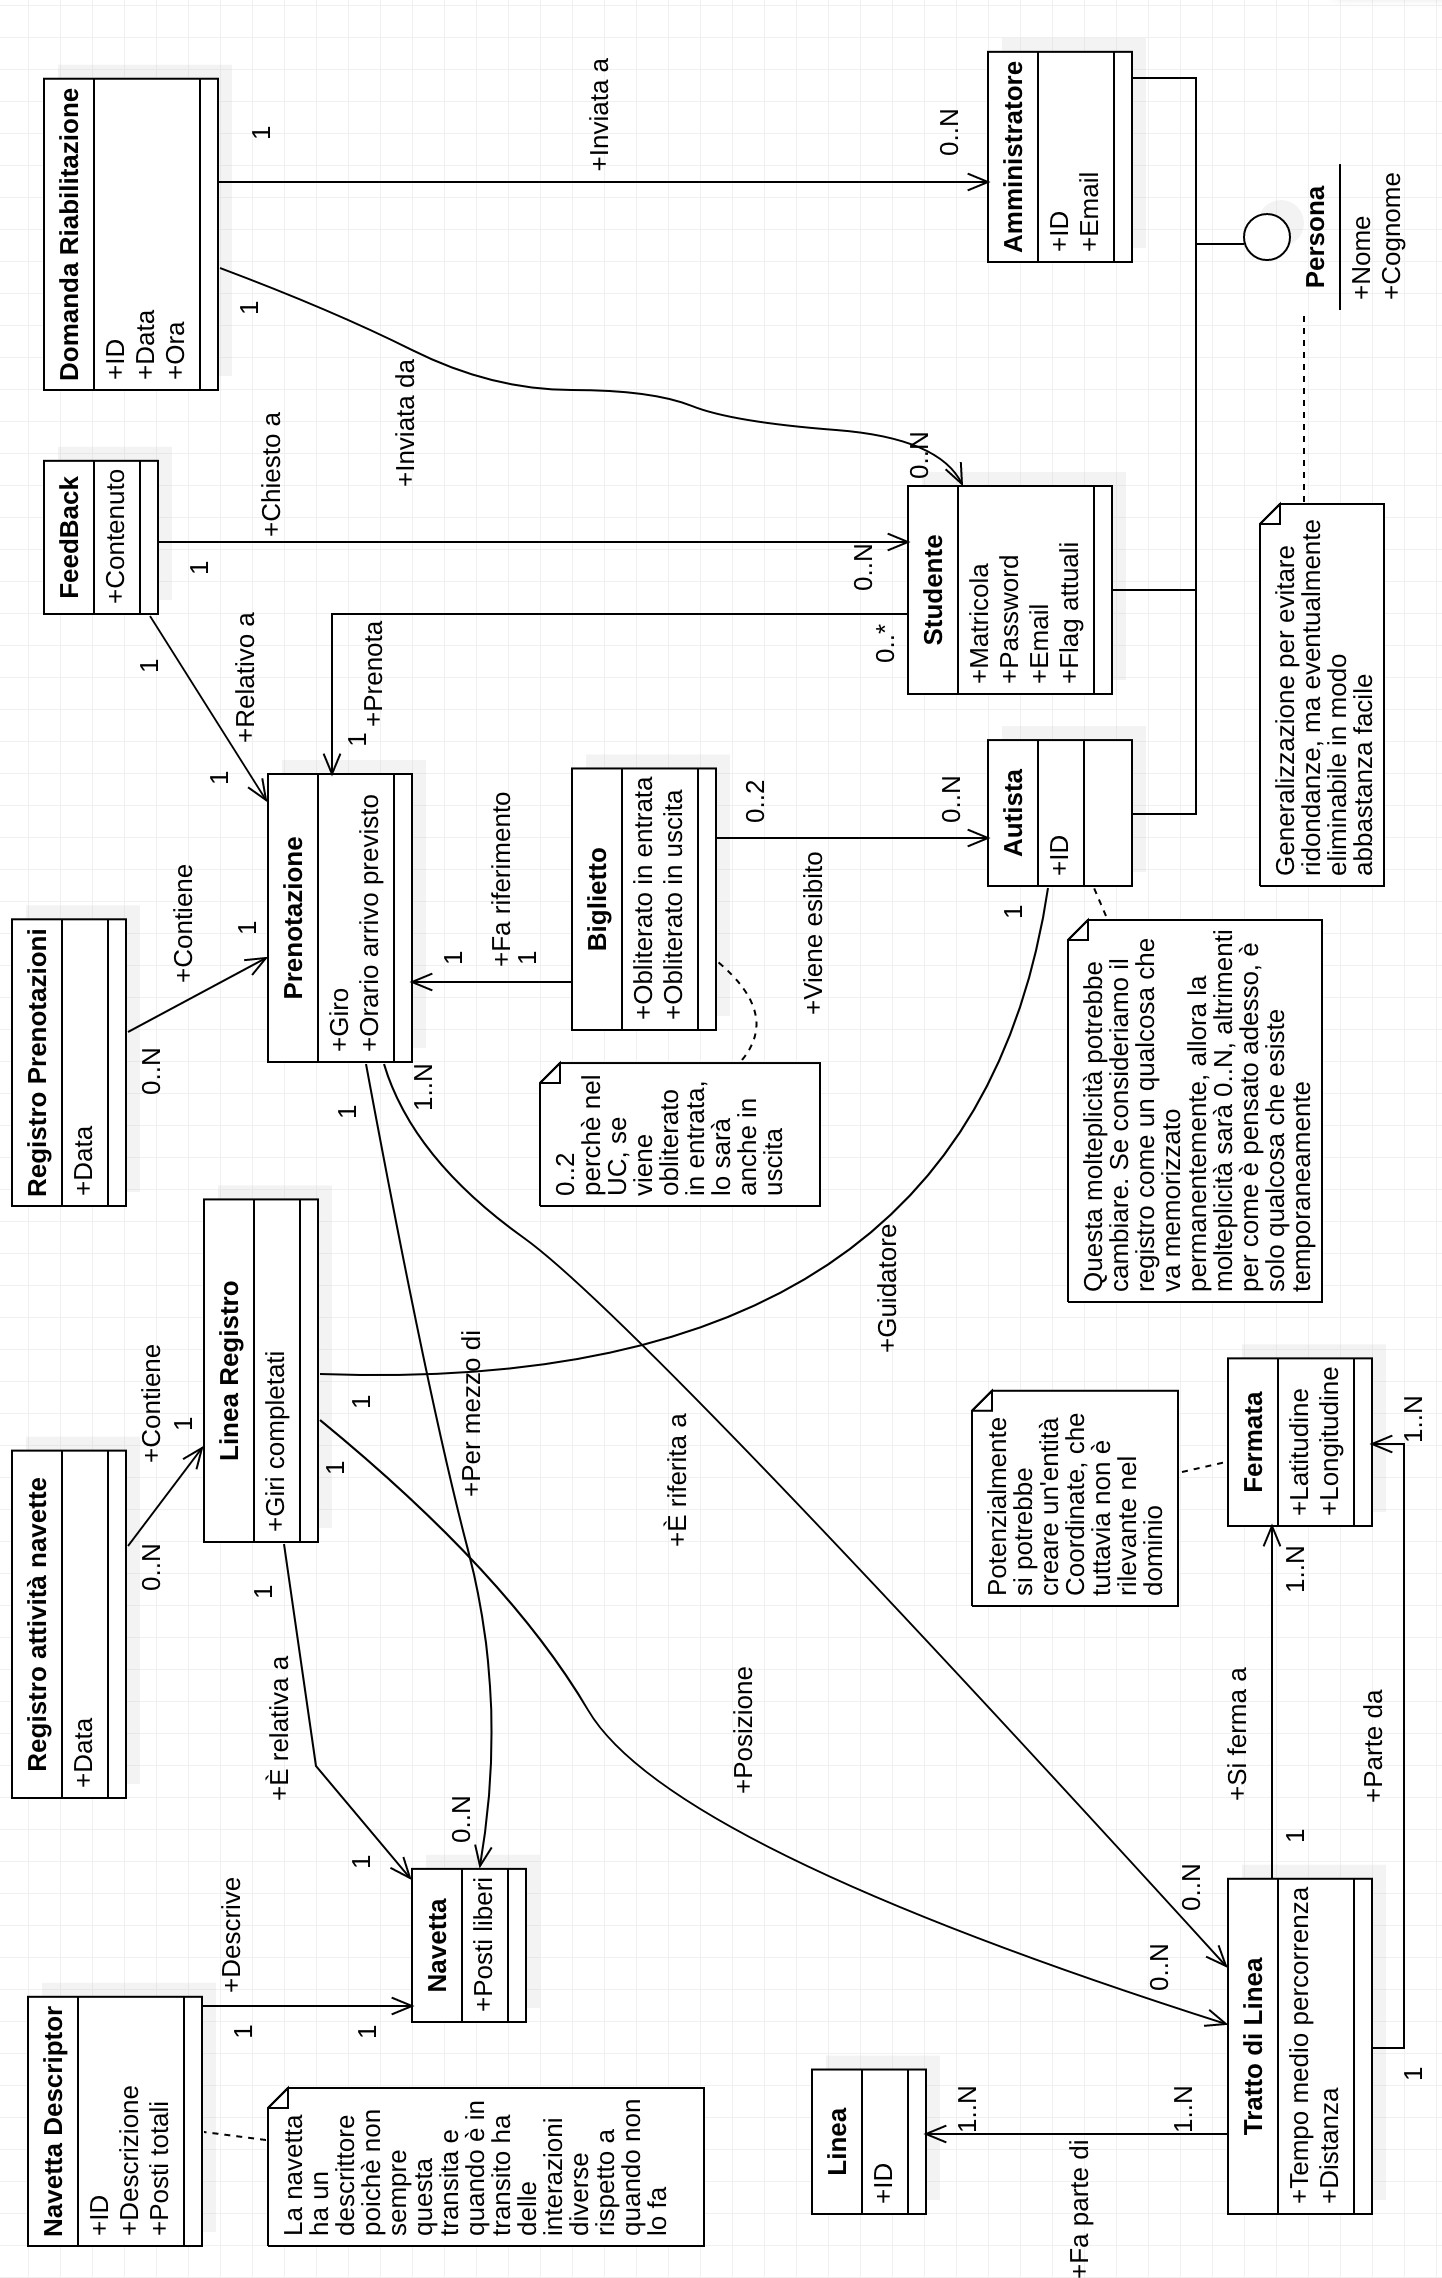 Navetta Descriptor
+ID
+Descrizione
+Posti totali
La navetta
ha un
descrittore
poichè non
sempre
questa
transita e
quando è in
transito ha
delle
interazioni
diverse
rispetto a
quando non
lo fa
+Descrive
1
1
Navetta
+Posti liberi
Registro attività navette
+Data
+Contiene
0..N
1
Linea Registro
+Giri completati
+È relativa a
1
1
+Per mezzo di
1
0..N
Registro Prenotazioni
+Data
+Contiene
0..N
1
Prenotazione
+Giro
+Orario arrivo previsto
FeedBack
+Contenuto
+Relativo a
1
1
+Chiesto a
1
0..N
Domanda Riabilitazione
+ID
+Data
+Ora
+Inviata da
1
0..N
+Inviata a
1
0..N
+Prenota
1
0..*
+Fa riferimento
1
1
Biglietto
+Obliterato in entrata
+Obliterato in uscita
0..2
perchè nel
UC, se
viene
obliterato
in entrata,
lo sarà
anche in
uscita
+Viene esibito
0..2
0..N
Studente
+Matricola
+Password
+Email
+Flag attuali
Amministratore
+ID
+Email
Autista
+ID
Persona
+Nome
+Cognome
Generalizzazione per evitare
ridondanze, ma eventualmente
eliminabile in modo
abbastanza facile
Questa molteplicità potrebbe
cambiare. Se consideriamo il
registro come un qualcosa che
va memorizzato
permanentemente, allora la
molteplicità sarà 0..N, altrimenti
per come è pensato adesso, è
solo qualcosa che esiste
temporaneamente
+Guidatore
1
1
+È riferita a
1..N
0..N
+Posizione
1
0..N
Potenzialmente
si potrebbe
creare un'entità
Coordinate, che
tuttavia non è
rilevante nel
dominio
Fermata
+Latitudine
+Longitudine
+Si ferma a
1
1..N
+Parte da
1
1..N
Linea
+ID
+Fa parte di
1..N
1..N
Tratto di Linea
+Tempo medio percorrenza
+Distanza